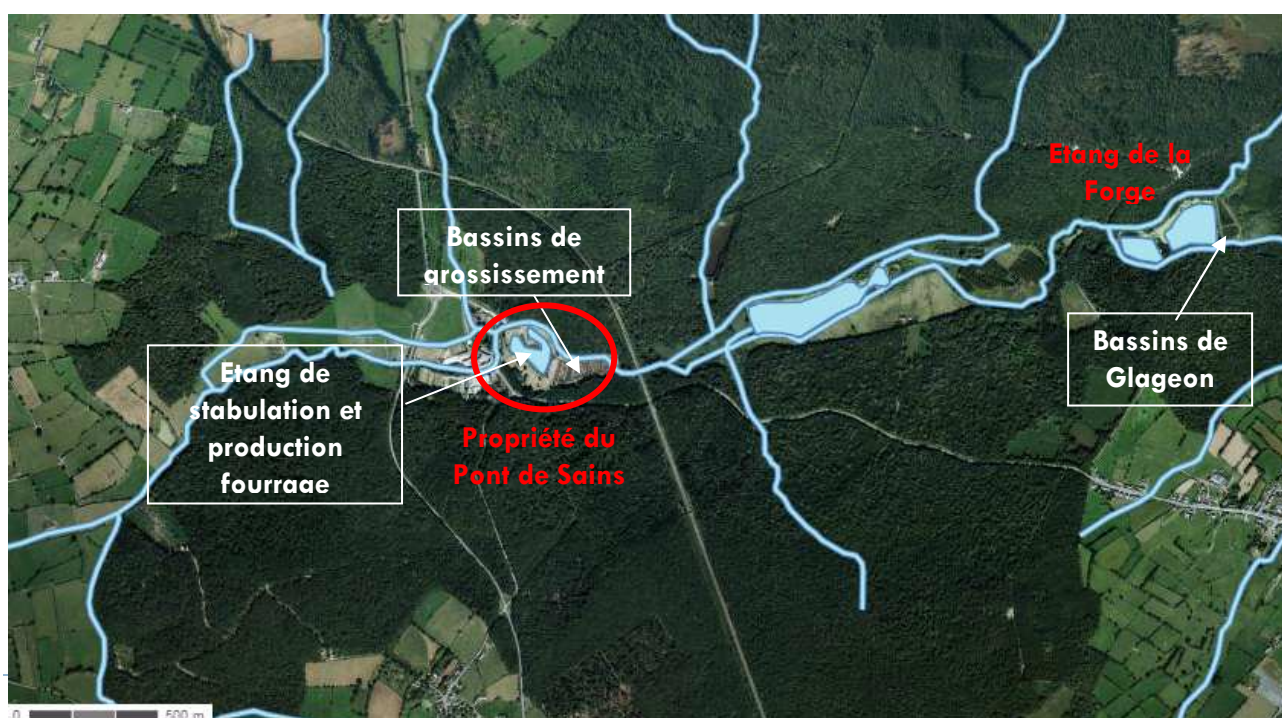 Etang de la
Forge
Bassins de
grossissement
Bassins de
Glageon
Etang de
stabulation et
production
fourrage
Propriété du
Pont de Sains
0 500 m